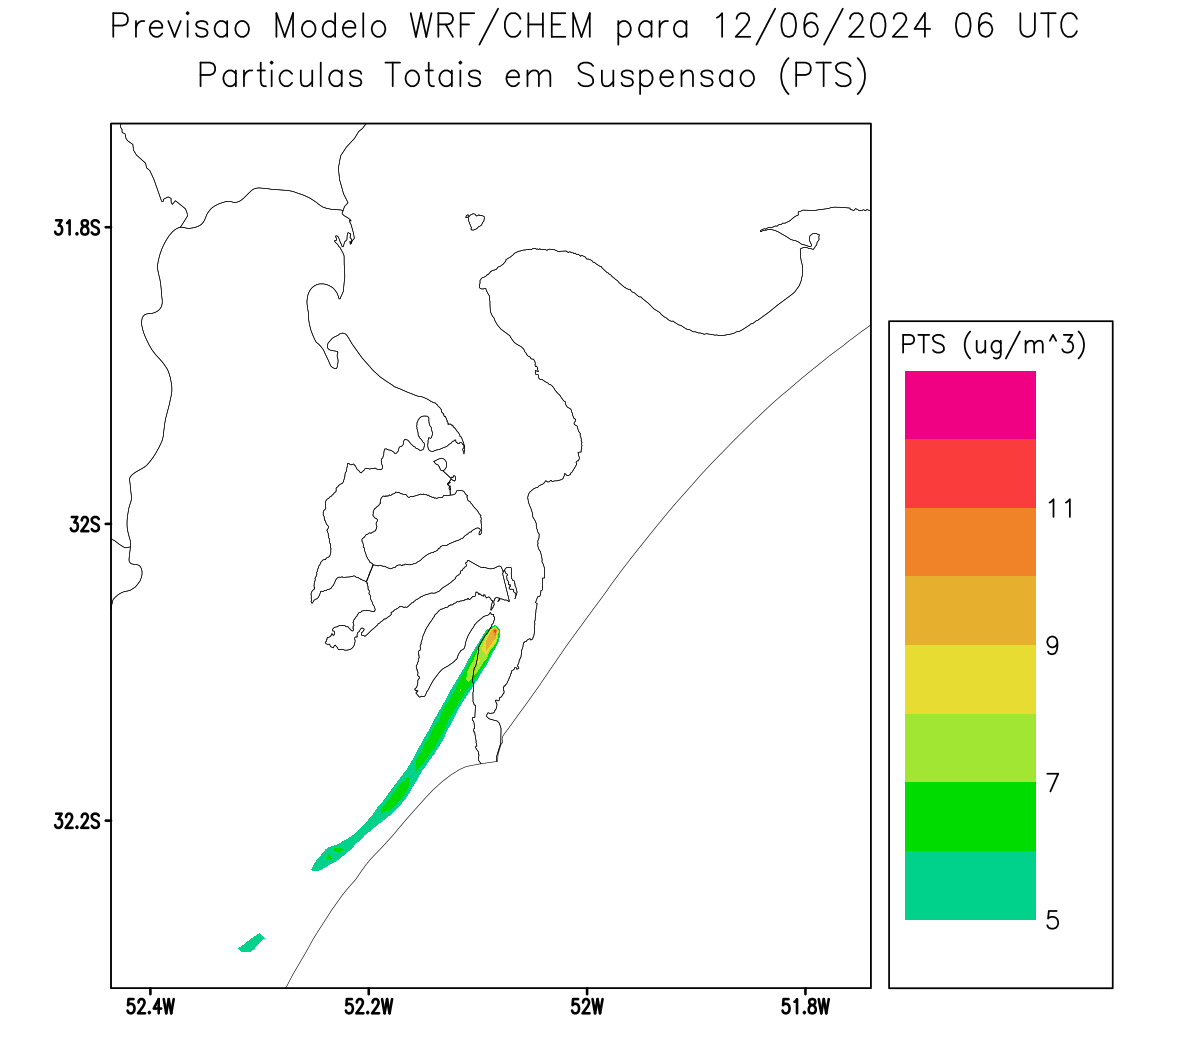 Previsao Modelo WRF/CHEM para 12/06/2024 06 UTC
Particulas Totais em Suspensao (PTS)
31.8S
32S
32.2S
52.4W
52.2W
52W
51.8W
PTS (ug/m^3)
11
9
7
5